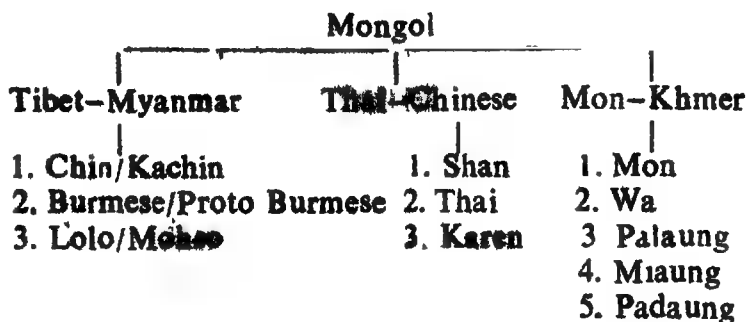 Mongol
Tibet–Myanmar Thai–Chinese Mon–Khmer
1. Chin/Kachin 1. Shan 1. Mon
2. Burmese/Proto Burmese 2. Thai 2. Wa
3. Lolo/ 3. Karen 3 Palaung
4. Miaung
5. Padaung